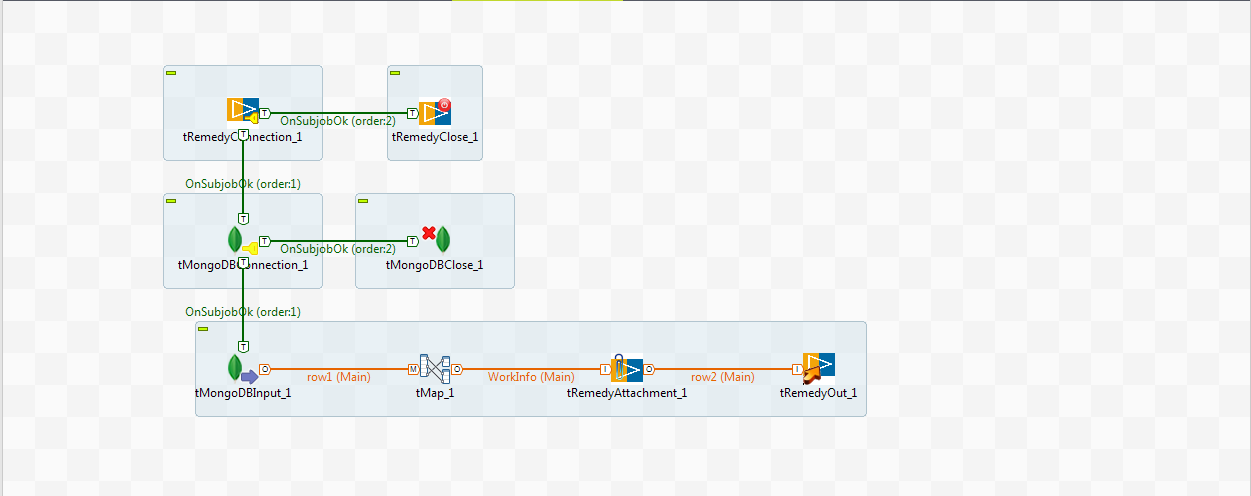 T
T
OnSubjobOk (order:2)
tRemedyConnection_1
tRemedyClose_1
T
OnSubjobOk (order:1)
T
T
T
OnSubjobOk (order:2)
tMongoDBConnection_1
tMongoDBClose_1
T
OnSubjobOk (order:1)
T
O
M
O
I
O
I
row1 (Main)
WorkInfo (Main)
row2 (Main)
tMongoDBInput_1
tMap_1
tRemedyAttachment_1
tRemedyOut_1